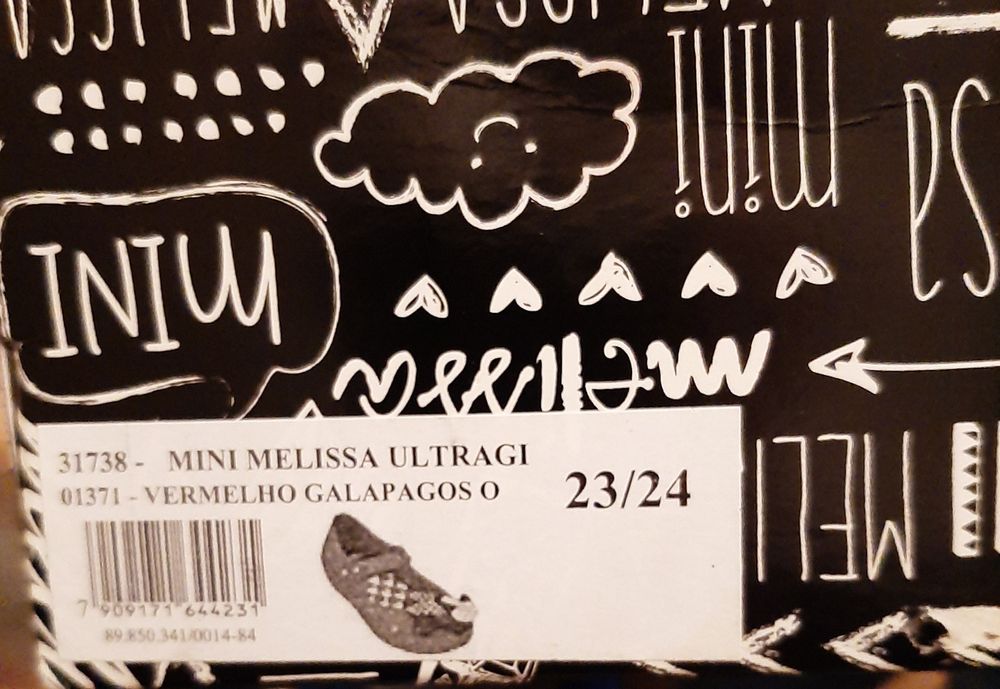 mini
MINI
melissa
MELI
31738 - MINI MELISSA ULTRAGI
01371 - VERMELHO GALAPAGOS O
23/24
7 909171 644231
89.850.341/0014-84